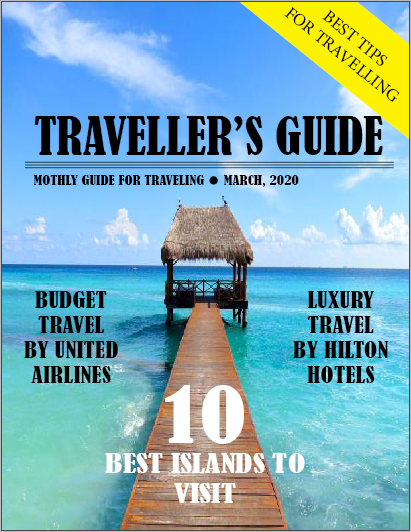 BEST TIPS
FOR TRAVELLING
TRAVELLER'S GUIDE
MOTHLY GUIDE FOR TRAVELING ● MARCH, 2020
BUDGET
TRAVEL
BY UNITED
AIRLINES
LUXURY
TRAVEL
BY HILTON
HOTELS
10
BEST ISLANDS TO
VISIT